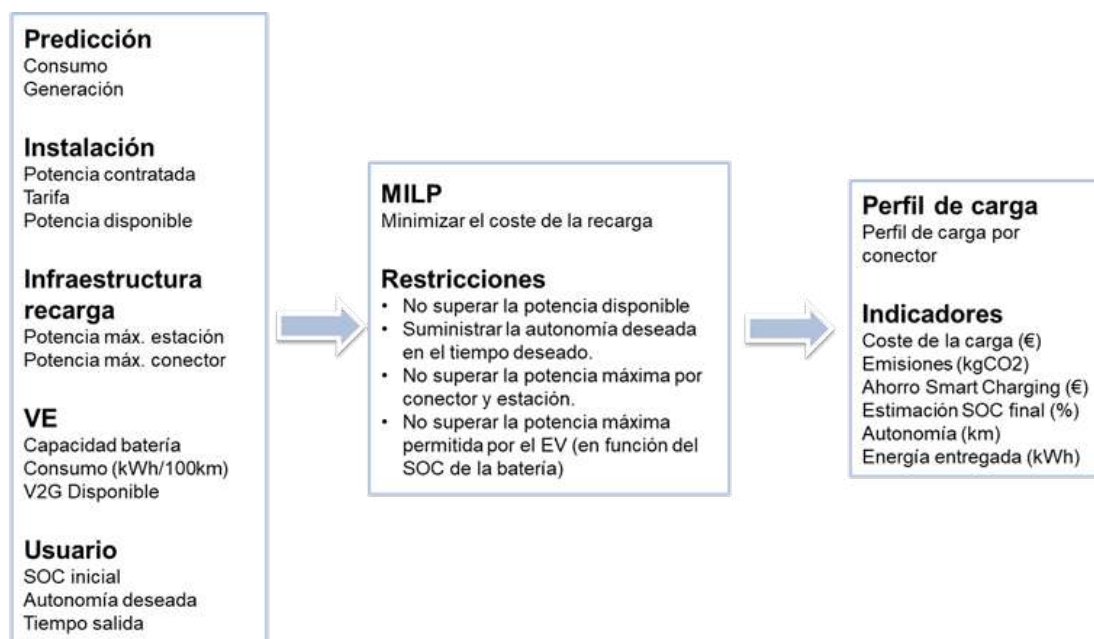 Predicción
Consumo
Generación
Instalación
Potencia contratada
Tarifa
Potencia disponible
Infraestructura
recarga
Potencia máx. estación
Potencia máx. conector
VE
Capacidad batería
Consumo (kWh/100km)
V2G Disponible
Usuario
SOC inicial
Autonomía deseada
Tiempo salida
MILP
Minimizar el coste de la recarga
Restricciones
• No superar la potencia disponible
• Suministrar la autonomía deseada
en el tiempo deseado.
• No superar la potencia máxima por
conector y estación.
• No superar la potencia máxima
permitida por el EV (en función del
SOC de la batería)
Perfil de carga
Perfil de carga por
conector
Indicadores
Coste de la carga (€)
Emisiones (kgCO2)
Ahorro Smart Charging (€)
Estimación SOC final (%)
Autonomía (km)
Energía entregada (kWh)